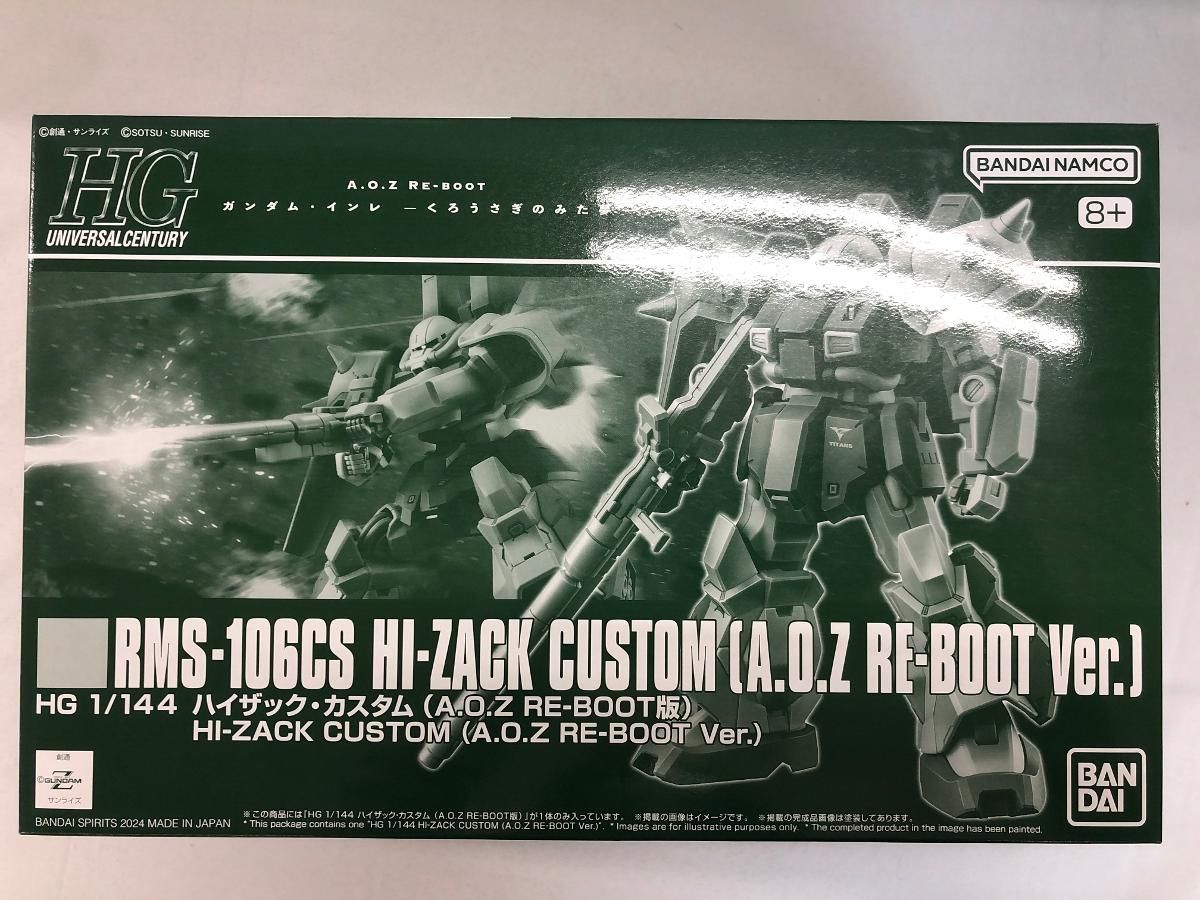 ©創通・サンライズ ©SOTSU・SUNRISE
HG
UNIVERSAL CENTURY
A.O.Z RE-BOOT
ガンダム・インレ ―くろうさぎのみた
BANDAI NAMCO
8+
TITANS
RMS-106CS HI-ZACK CUSTOM (A.O.Z RE-BOOT Ver.)
HG 1/144 ハイザック・カスタム (A.O.Z RE-BOOT版)
HI-ZACK CUSTOM (A.O.Z RE-BOOT Ver.)
創通
©Z GUNDAM
サンライズ
BAN
DAI
BANDAI SPIRITS 2024 MADE IN JAPAN
※この商品には「HG 1/144 ハイザック・カスタム (A.O.Z RE-BOOT版)」が1体のみ入っています。 ※掲載の画像はイメージです。 ※掲載の完成品画像は塗装してあります。
* This package contains one "HG 1/144 HI-ZACK CUSTOM (A.O.Z RE-BOOT Ver.)". * Images are for illustrative purposes only. * The completed product in the image has been painted.